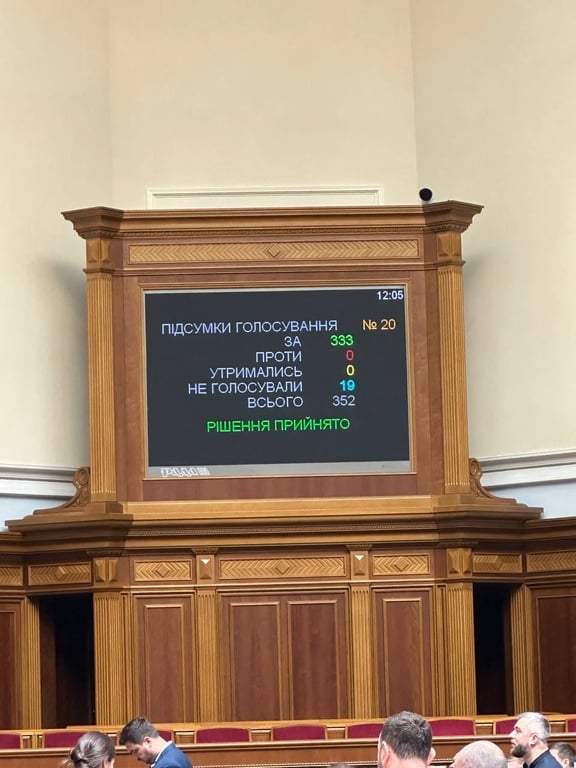 12:05
ПІДСУМКИ ГОЛОСУВАННЯ № 20
ЗА 333
ПРОТИ 0
УТРИМАЛИСЬ 0
НЕ ГОЛОСУВАЛИ 19
ВСЬОГО 352
РІШЕННЯ ПРИЙНЯТО